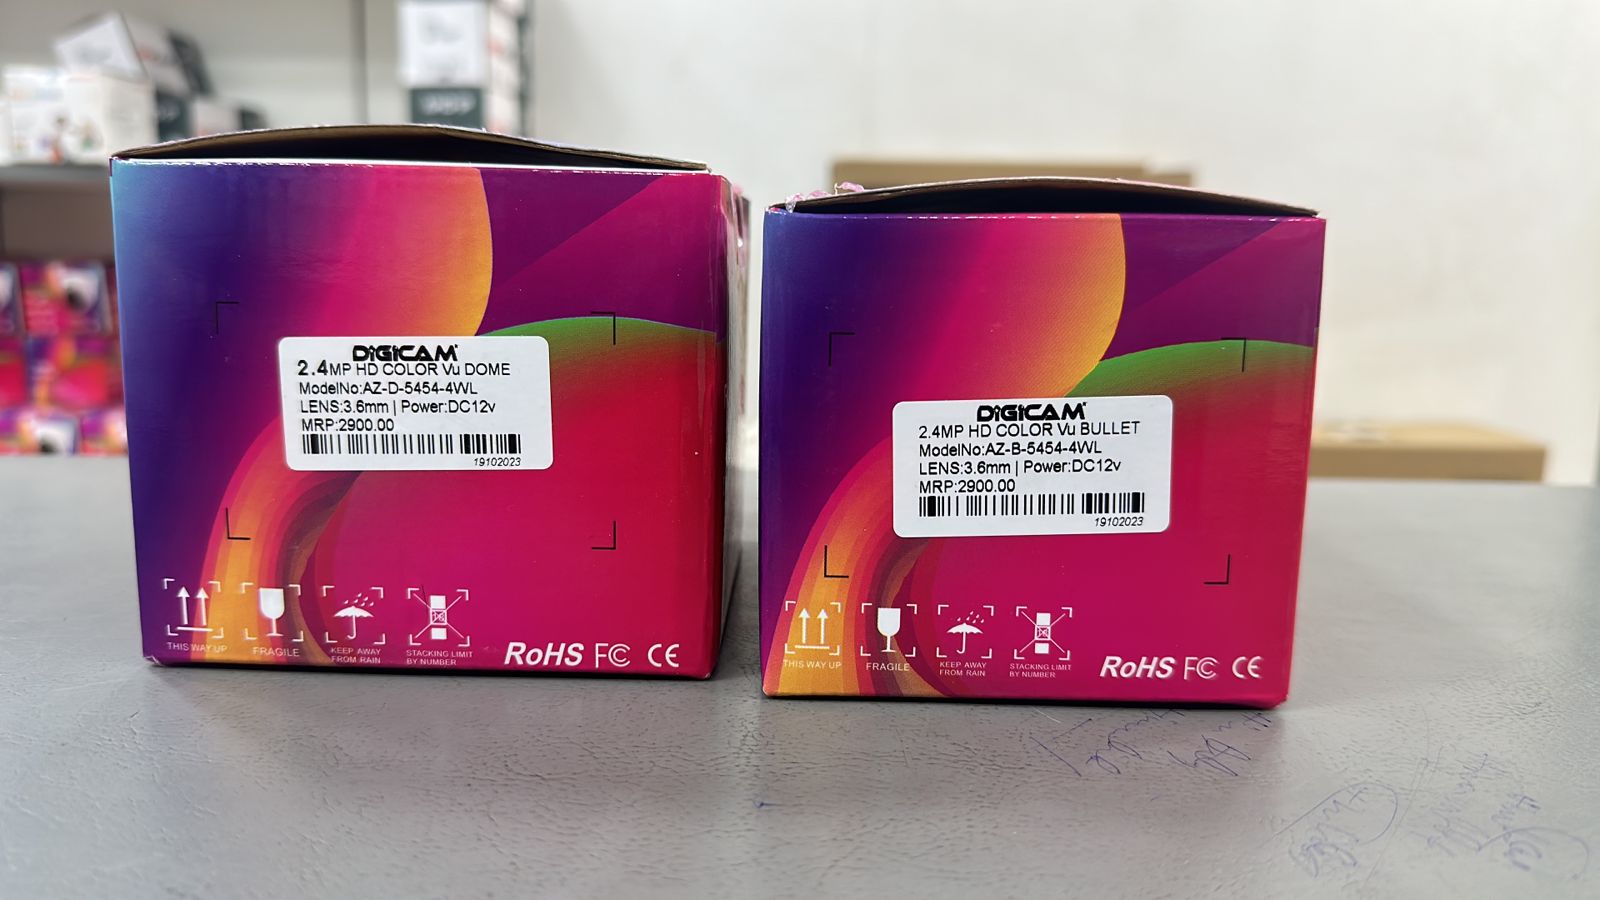 DiGiCAM
2.4MP HD COLOR Vu DOME
ModelNo:AZ-D-5454-4WL
LENS:3.6mm | Power:DC12v
MRP:2900.00
19102023
THIS WAY UP
FRAGILE
KEEP AWAY
FROM RAIN
STACKING LIMIT
BY NUMBER
RoHS FC CE
DiGiCAM
2.4MP HD COLOR Vu BULLET
ModelNo:AZ-B-5454-4WL
LENS:3.6mm | Power:DC12v
MRP:2900.00
19102023
THIS WAY UP
FRAGILE
KEEP AWAY
FROM RAIN
STACKING LIMIT
BY NUMBER
RoHS FC CE